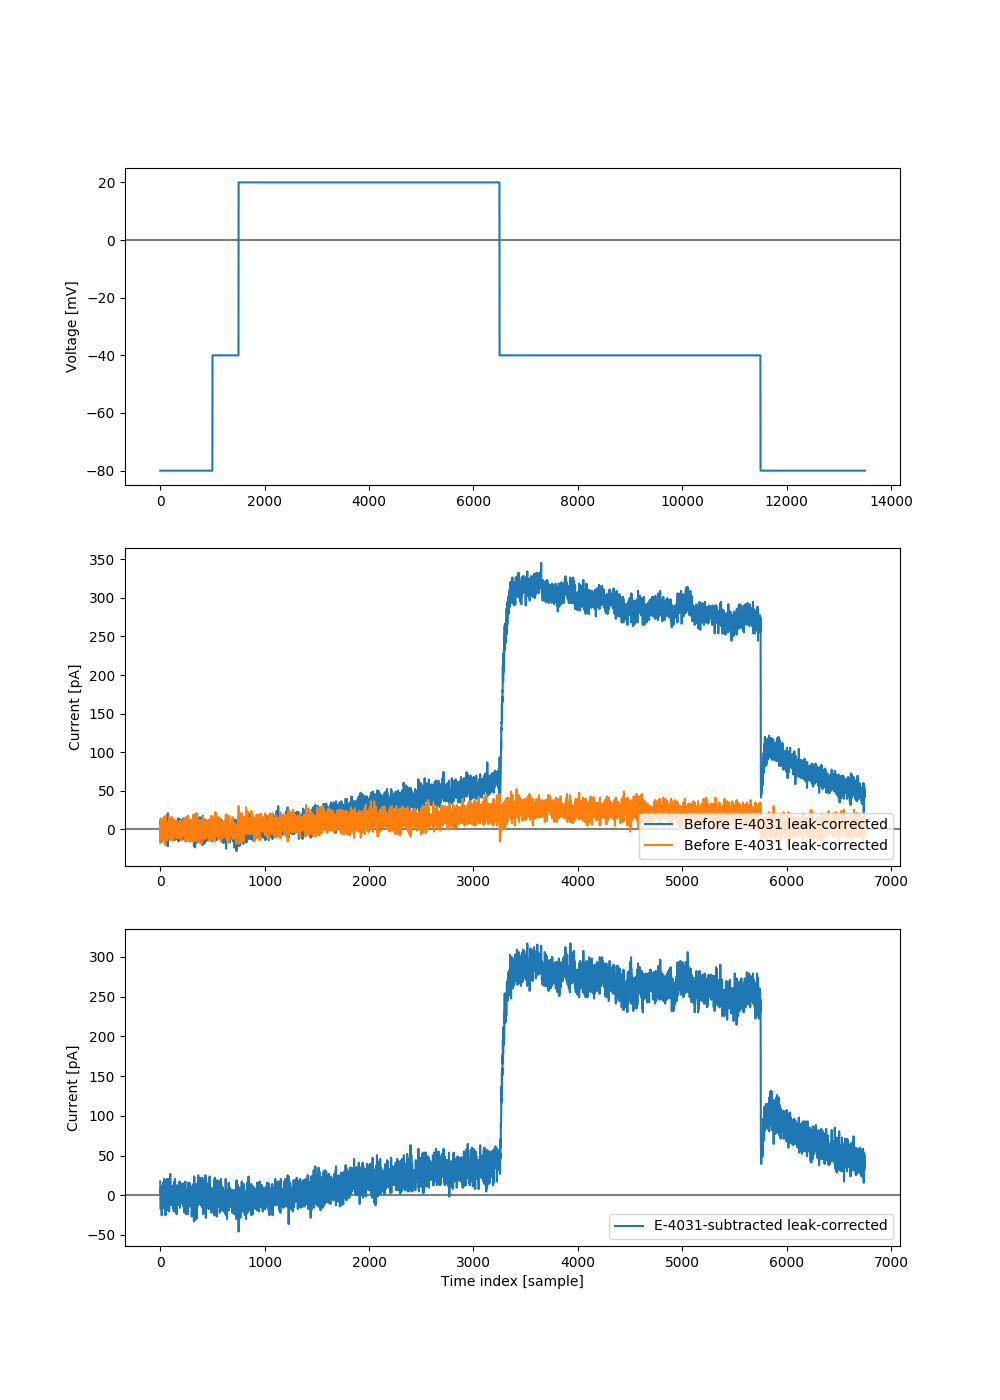 20
0
−20
−40
−60
−80
Voltage [mV]
0 2000 4000 6000 8000 10000 12000 14000
350
300
250
200
150
100
50
0
Current [pA]
Before E-4031 leak-corrected
Before E-4031 leak-corrected
0 1000 2000 3000 4000 5000 6000 7000
300
250
200
150
100
50
0
−50
Current [pA]
E-4031-subtracted leak-corrected
0 1000 2000 3000 4000 5000 6000 7000
Time index [sample]